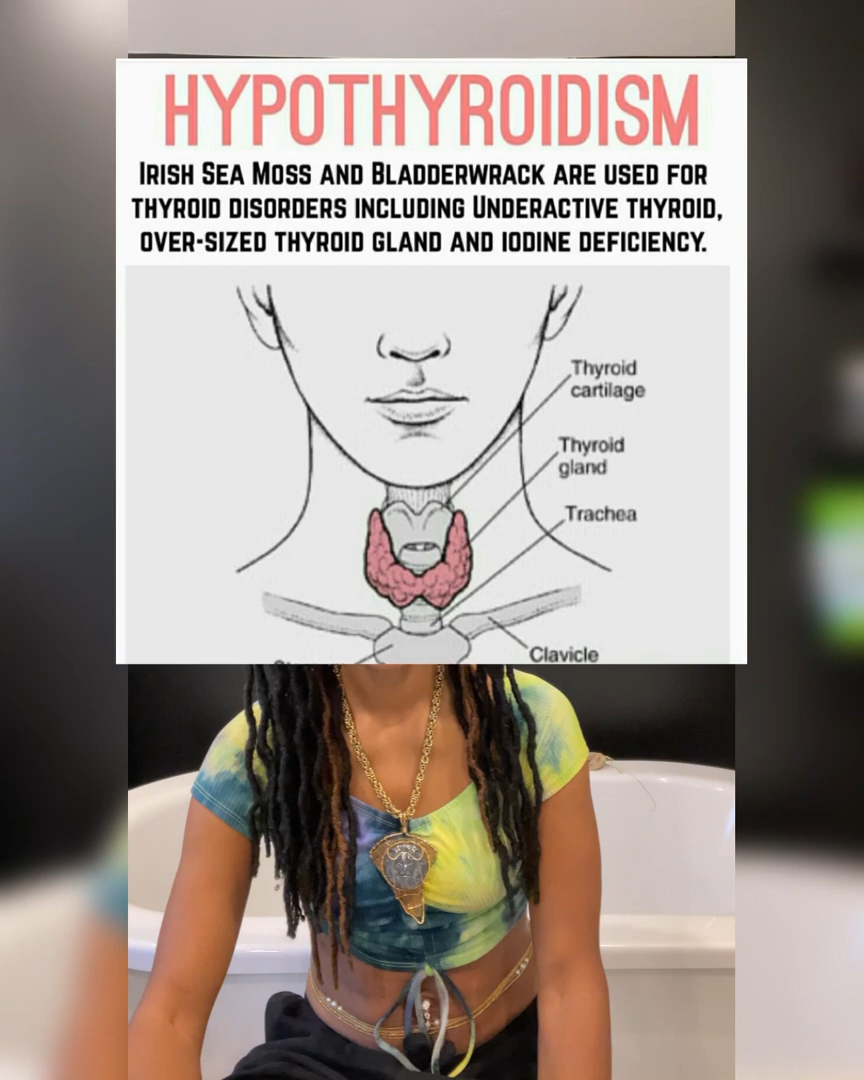 HYPOTHYROIDISM
IRISH SEA MOSS AND BLADDERWRACK ARE USED FOR
THYROID DISORDERS INCLUDING UNDERACTIVE THYROID,
OVER-SIZED THYROID GLAND AND IODINE DEFICIENCY.
Thyroid
cartilage
Thyroid
gland
Trachea
Clavicle